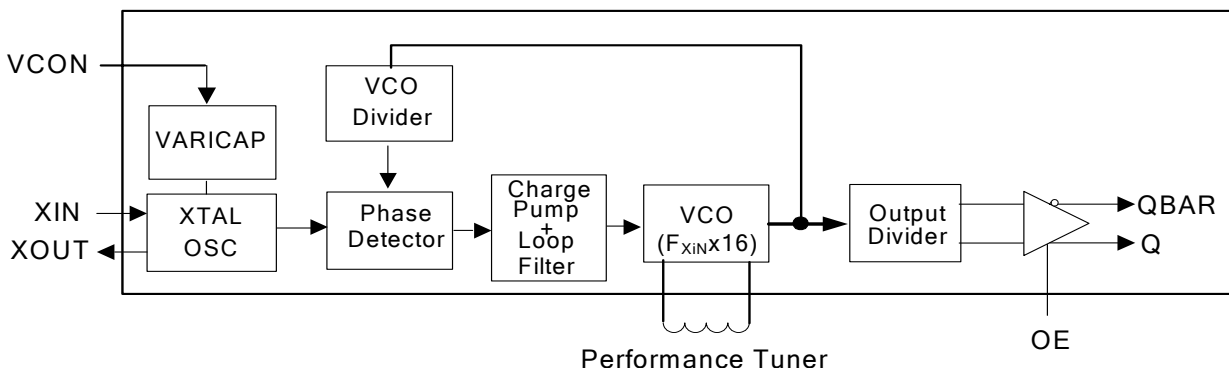 VCON
VCO
Divider
VARICAP
XIN
XOUT
XTAL
OSC
Phase
Detector
Charge
Pump
+
Loop
Filter
VCO
(FXiNx16)
Output
Divider
QBAR
Q
OE
Performance Tuner